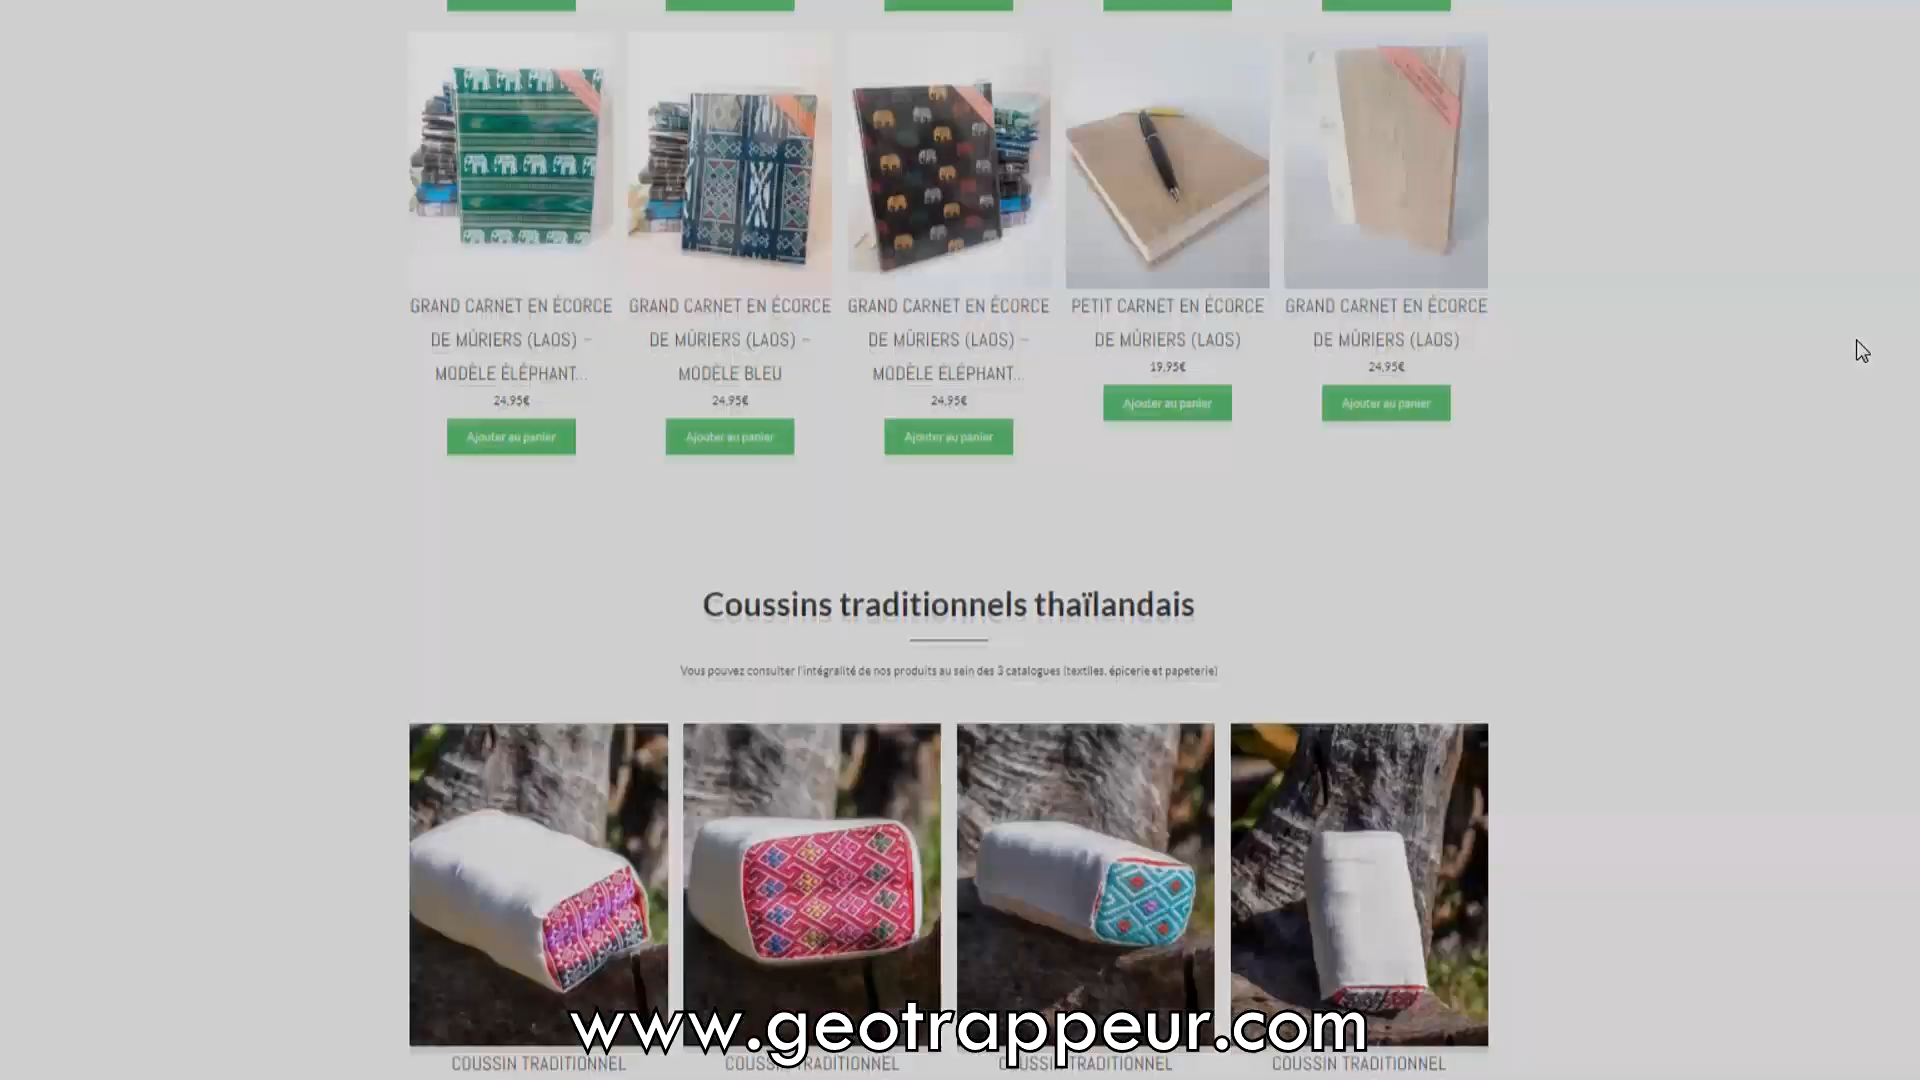 GRAND CARNET EN ÉCORCE
DE MÛRIERS (LAOS) –
MODÈLE ÉLÉPHANT...
24,95€
Ajouter au panier
GRAND CARNET EN ÉCORCE
DE MÛRIERS (LAOS) –
MODÈLE BLEU
24,95€
Ajouter au panier
GRAND CARNET EN ÉCORCE
DE MÛRIERS (LAOS) –
MODÈLE ÉLÉPHANT...
24,95€
Ajouter au panier
PETIT CARNET EN ÉCORCE
DE MÛRIERS (LAOS)
19,95€
Ajouter au panier
GRAND CARNET EN ÉCORCE
DE MÛRIERS (LAOS)
24,95€
Ajouter au panier
Coussins traditionnels thaïlandais
Vous pouvez consulter l'intégralité de nos produits au sein des 3 catalogues (textiles, épicerie et papeterie)
www.geotrappeur.com
COUSSIN TRADITIONNEL
COUSSIN TRADITIONNEL
COUSSIN TRADITIONNEL
COUSSIN TRADITIONNEL